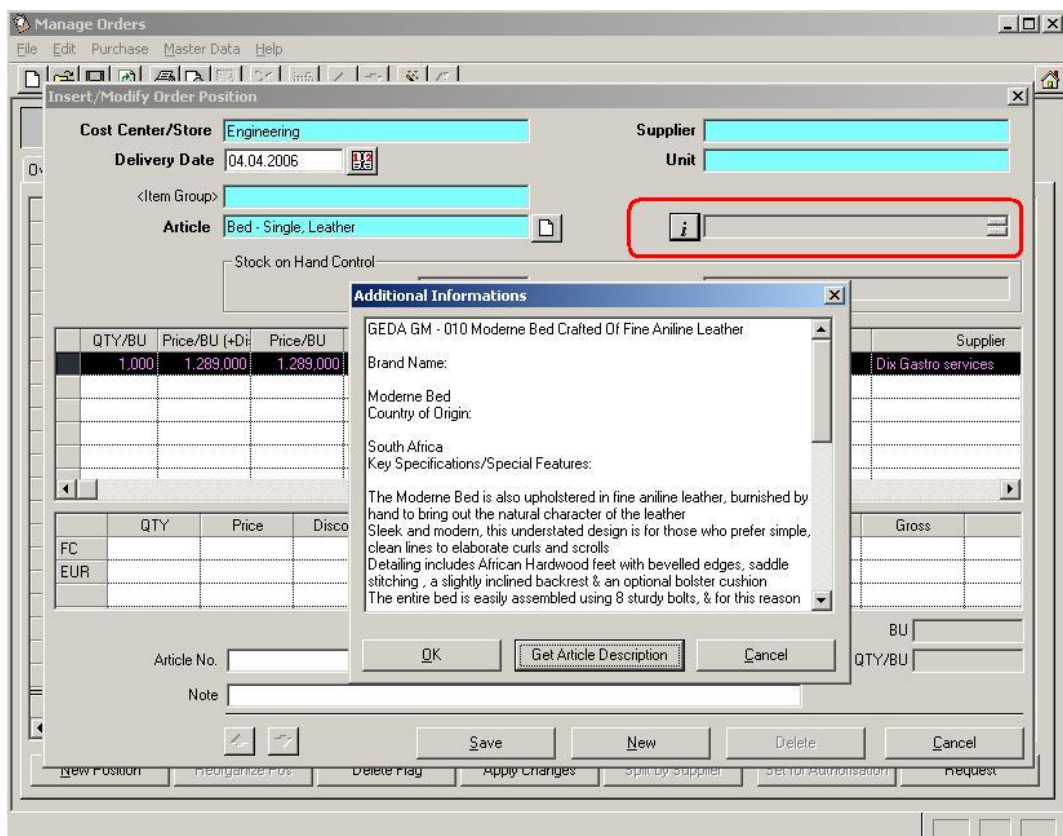 Manage Orders
File Edit Purchase Master Data Help
Insert/Modify Order Position
Cost Center/Store Engineering Supplier
Delivery Date 04.04.2006 Unit
<Item Group>
Article Bed - Single, Leather i
Stock on Hand Control
Additional Informations
GEDA GM - 010 Moderne Bed Crafted Of Fine Aniline Leather
Brand Name:
Moderne Bed
Country of Origin:
South Africa
Key Specifications/Special Features:
The Moderne Bed is also upholstered in fine aniline leather, burnished by
hand to bring out the natural character of the leather
Sleek and modern, this understated design is for those who prefer simple,
clean lines to elaborate curls and scrolls
Detailing includes African Hardwood feet with bevelled edges, saddle
stitching , a slightly inclined backrest & an optional bolster cushion
The entire bed is easily assembled using 8 sturdy bolts, & for this reason
OK Get Article Description Cancel
QTY/BU Price/BU (+Di Price/BU Supplier
1,000 1.289,000 1.289,000 Dix Gastro services
QTY Price Disco Gross
FC
EUR
BU
Article No. QTY/BU
Note
Save New Delete Cancel
New Position Reorganize Pos Delete Flag Apply Changes Split by Supplier Set for Authorisation Request